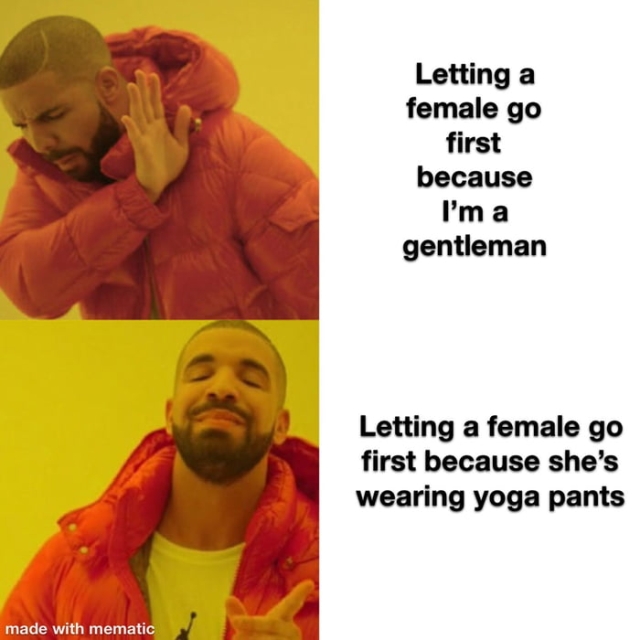 Letting a
female go
first
because
I'm a
gentleman
Letting a female go
first because she's
wearing yoga pants
made with mematic